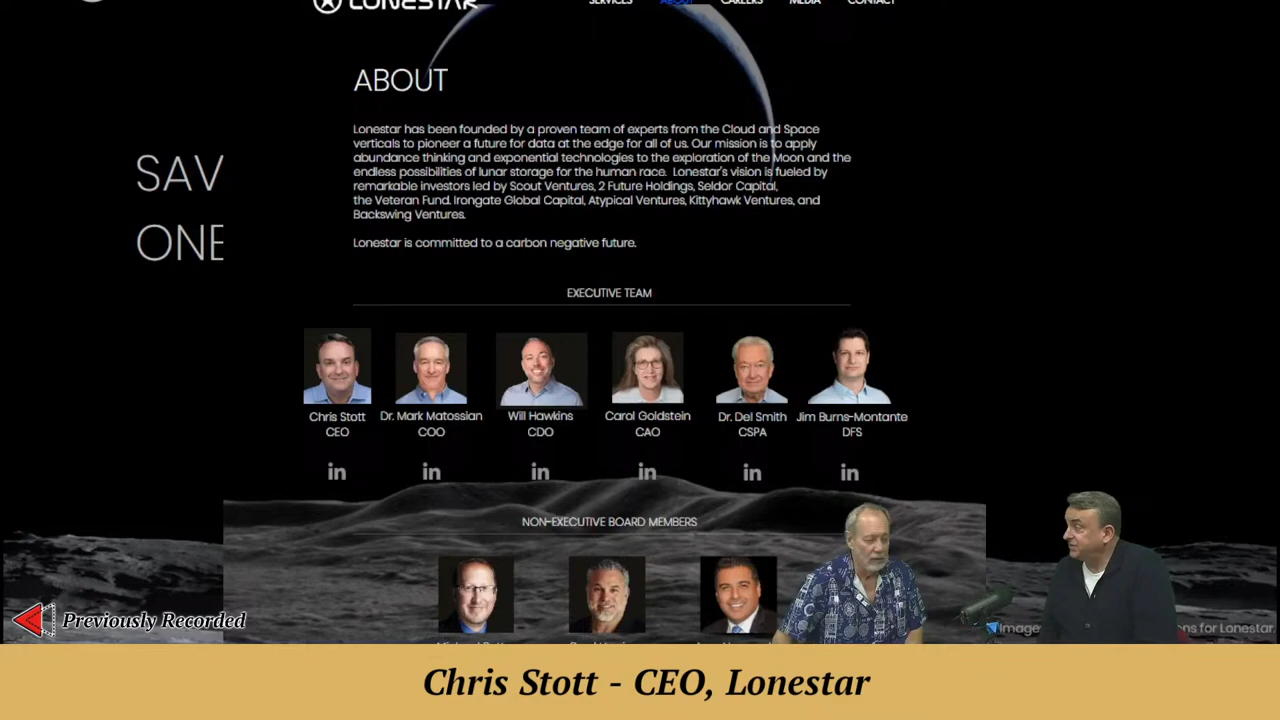 LONESTAR
SERVICES ABOUT CAREERS MEDIA CONTACT
ABOUT
SAV
ONE
Lonestar has been founded by a proven team of experts from the Cloud and Space
verticals to pioneer a future for data at the edge for all of us. Our mission is to apply
abundance thinking and exponential technologies to the exploration of the Moon and the
endless possibilities of lunar storage for the human race. Lonestar's vision is fueled by
remarkable investors led by Scout Ventures, 2 Future Holdings, Seldor Capital,
the Veteran Fund. Irongate Global Capital, Atypical Ventures, Kittyhawk Ventures, and
Backswing Ventures.
Lonestar is committed to a carbon negative future.
EXECUTIVE TEAM
Chris Stott Dr. Mark Matossian Will Hawkins Carol Goldstein Dr. Del Smith Jim Burns-Montante
CEO COO CDO CAO CSPA DFS
in in in in in in
NON-EXECUTIVE BOARD MEMBERS
Previously Recorded
Image ns for Lonestar.
Chris Stott - CEO, Lonestar